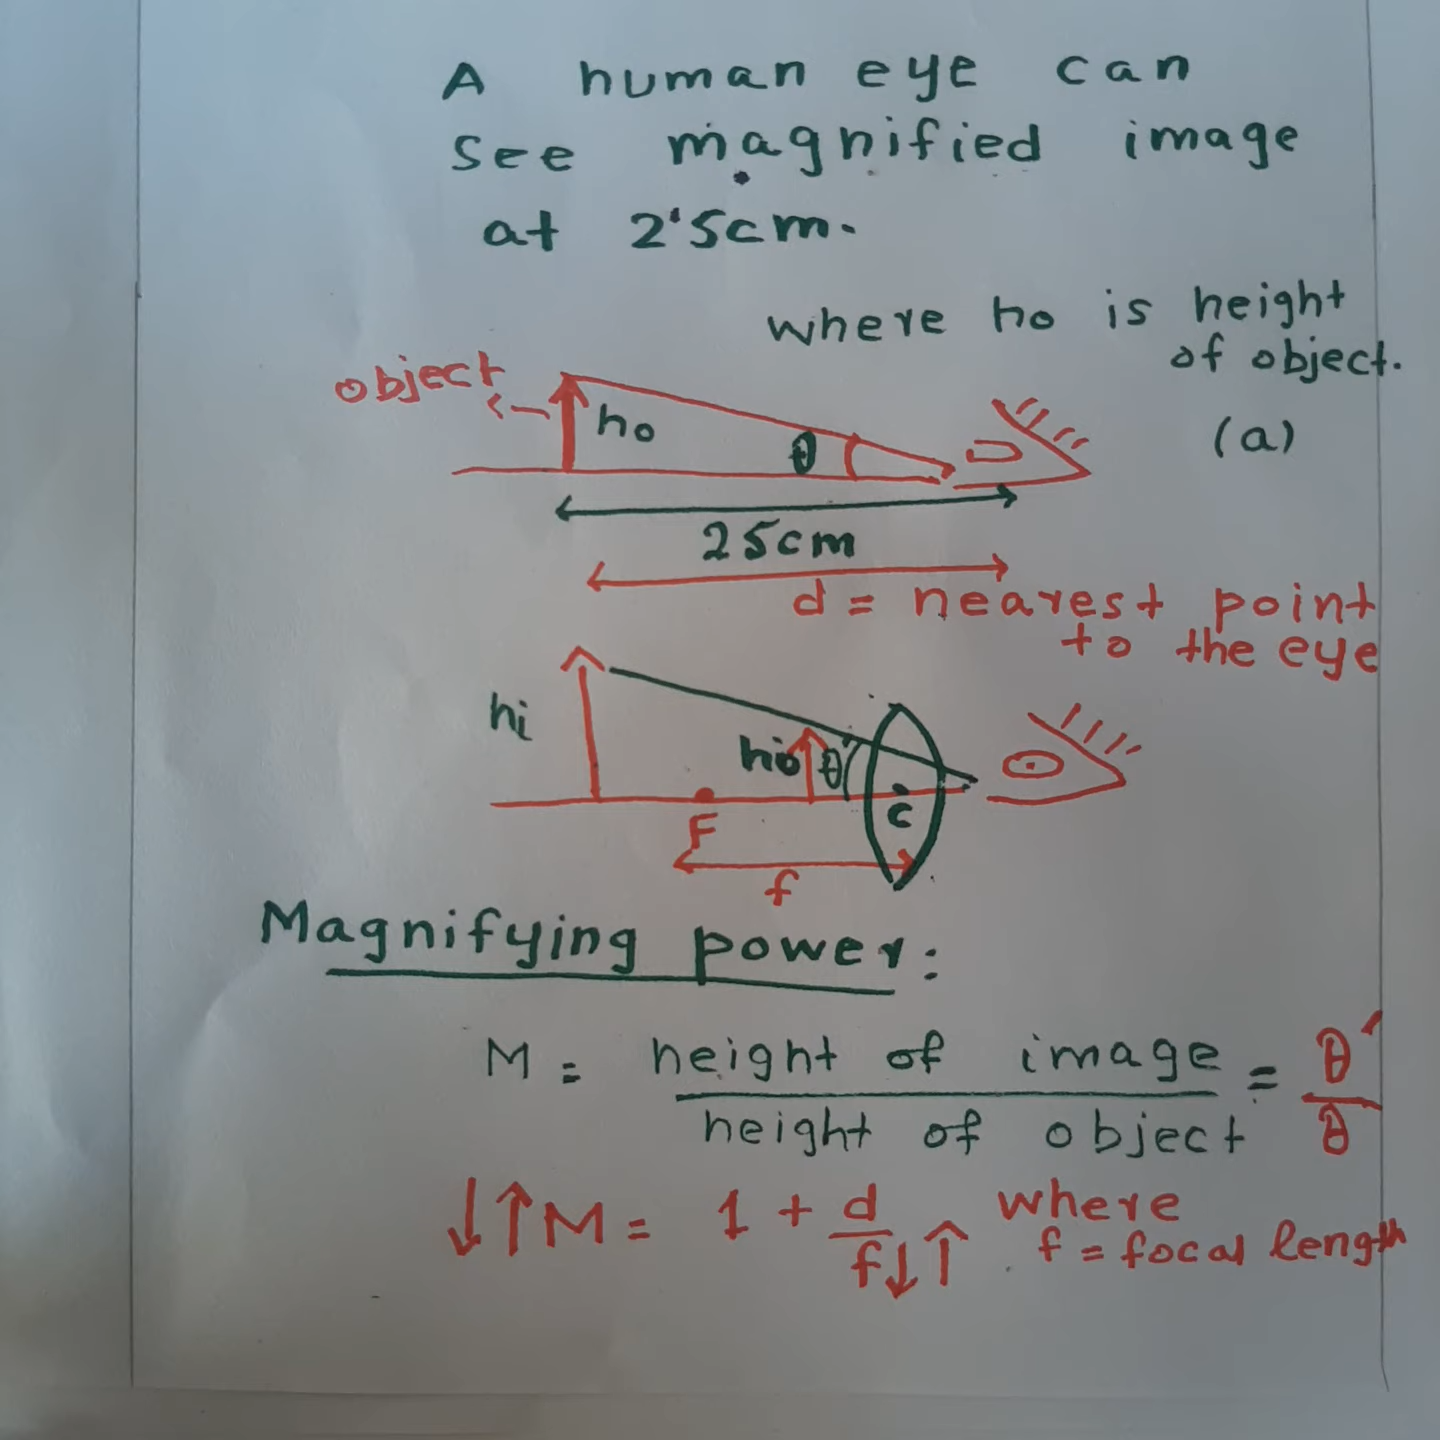 A human eye can
see magnified image
at 2'5cm.
where ho is height
of object.
object
ho
θ
(a)
25cm
d = nearest point
to the eye
hi
ho
θ'
C
F
f
Magnifying power:
M = height of image = θ'
height of object θ
↓↑M = 1 + d where
f↓↑ f = focal length